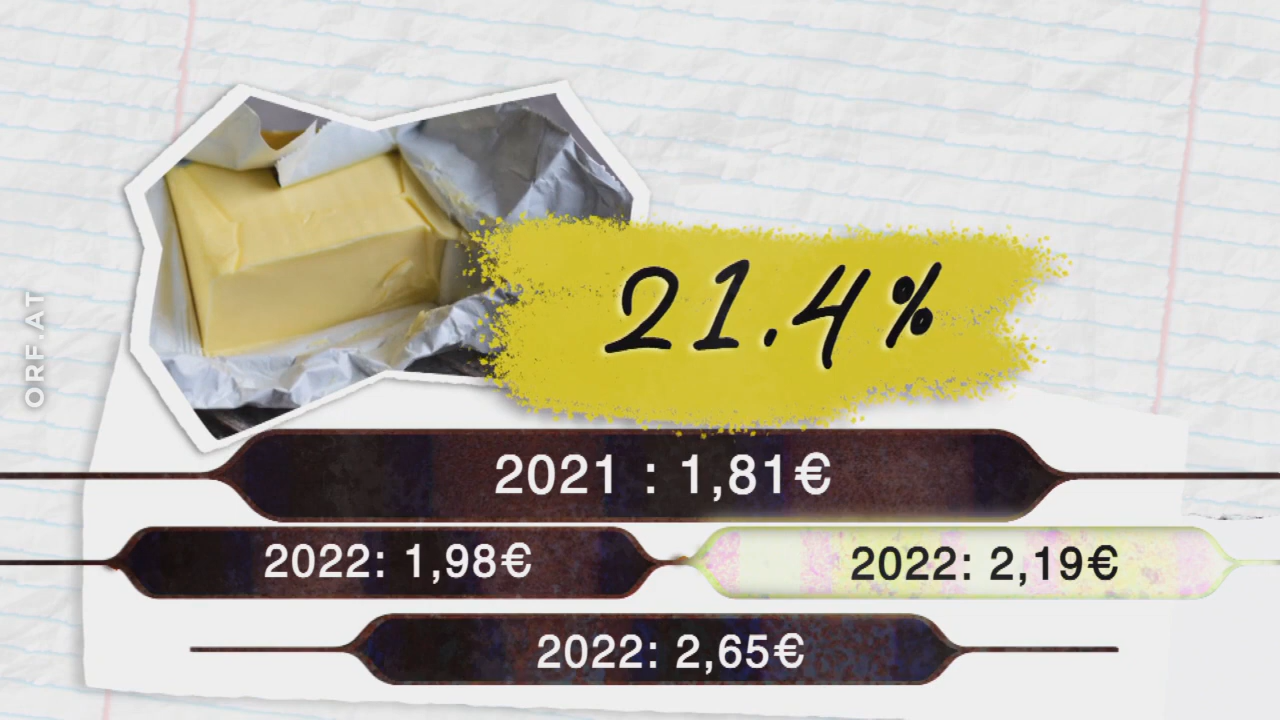 ORF.AT
21.4%
2021 : 1,81€
2022: 1,98€
2022: 2,19€
2022: 2,65€